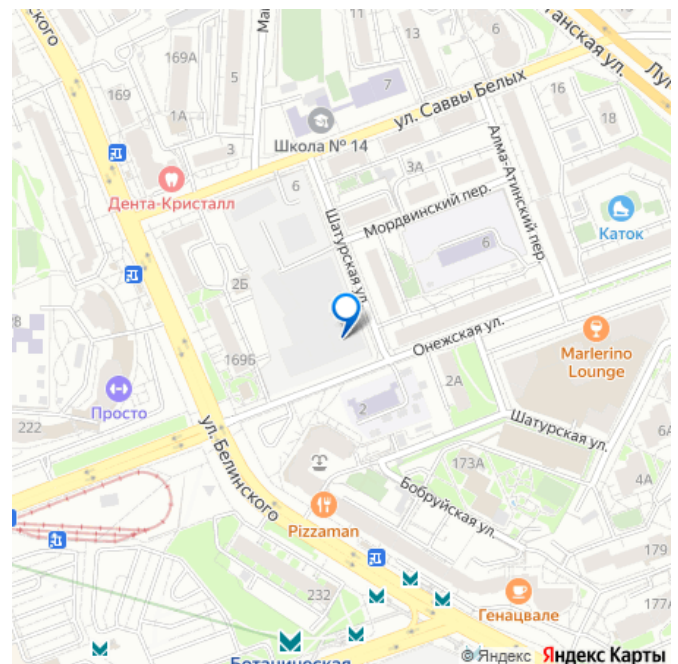 169А
5
11
13
6
169
1А
3
7
ул. Саввы Белых
Школа № 14
Дента-Кристалл
6
3А
16
18
Мордвинский пер.
Алма-Атинский пер.
Шатурская ул.
Каток
2Б
6
Онежская ул.
169Б
Marlerino
Lounge
Просто
222
2
2А
ул. Белинского
Шатурская ул.
173А
4А
Бобруйская ул.
Pizzaman
179
232
Генацвале
177А
Ботаническая
© Яндекс Яндекс Карты